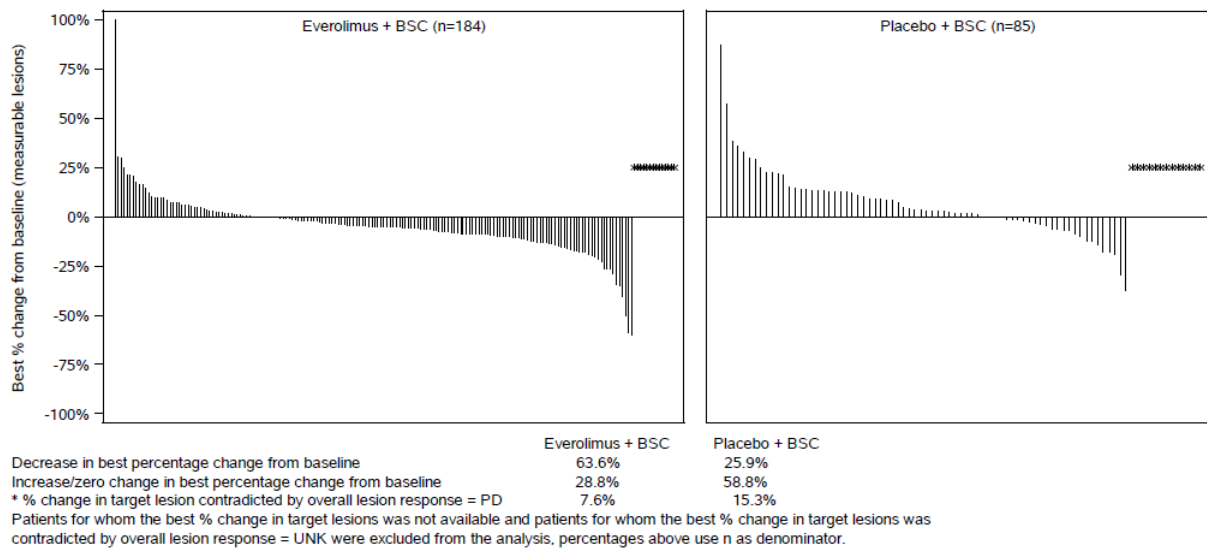 Everolimus + BSC (n=184)
Placebo + BSC (n=85)
Best % change from baseline (measurable lesions)
100%
75%
50%
25%
0%
-25%
-50%
-75%
-100%
Everolimus + BSC Placebo + BSC
Decrease in best percentage change from baseline 63.6% 25.9%
Increase/zero change in best percentage change from baseline 28.8% 58.8%
* % change in target lesion contradicted by overall lesion response = PD 7.6% 15.3%
Patients for whom the best % change in target lesions was not available and patients for whom the best % change in target lesions was
contradicted by overall lesion response = UNK were excluded from the analysis, percentages above use n as denominator.